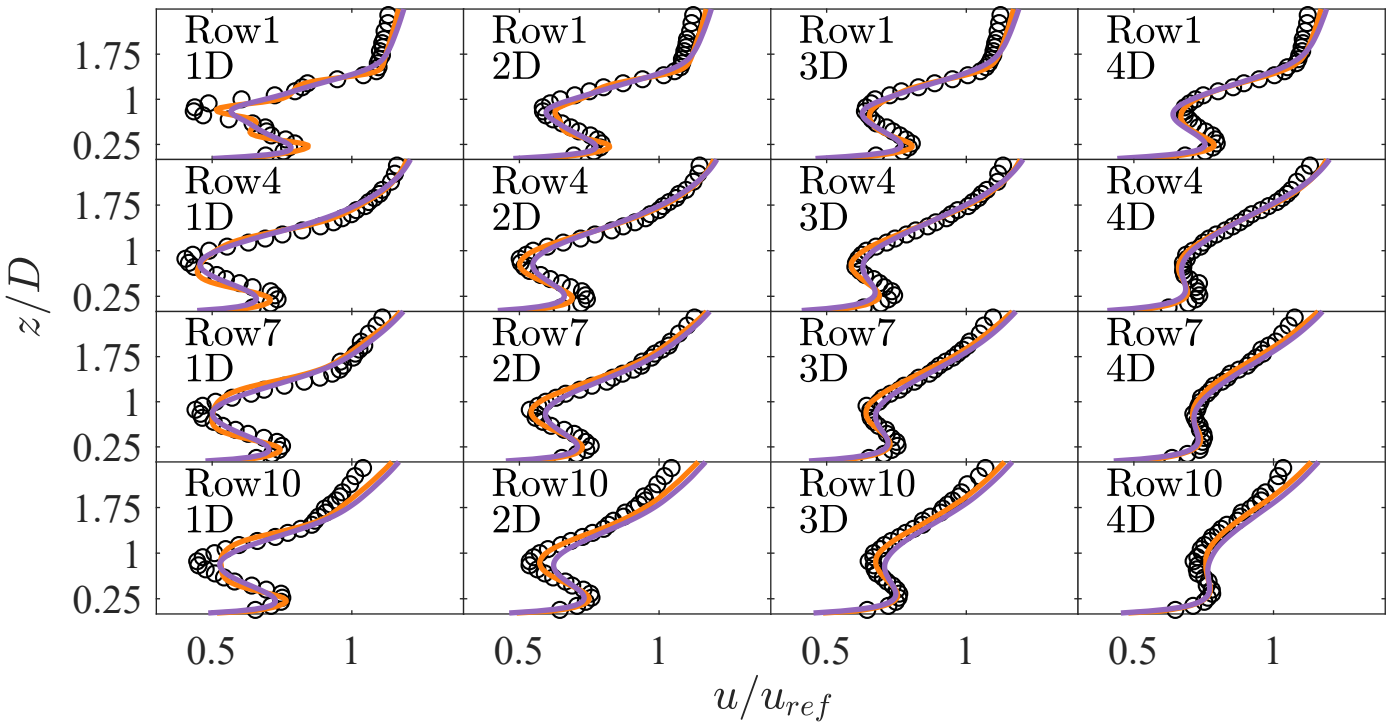 Row1 Row1 Row1 Row1
1.75 1D 2D 3D 4D
1
0.25
Row4 Row4 Row4 Row4
1.75 1D 2D 3D 4D
1
0.25
z/D
Row7 Row7 Row7 Row7
1.75 1D 2D 3D 4D
1
0.25
Row10 Row10 Row10 Row10
1.75 1D 2D 3D 4D
1
0.25
0.5 1 0.5 1 0.5 1 0.5 1
u/u_ref